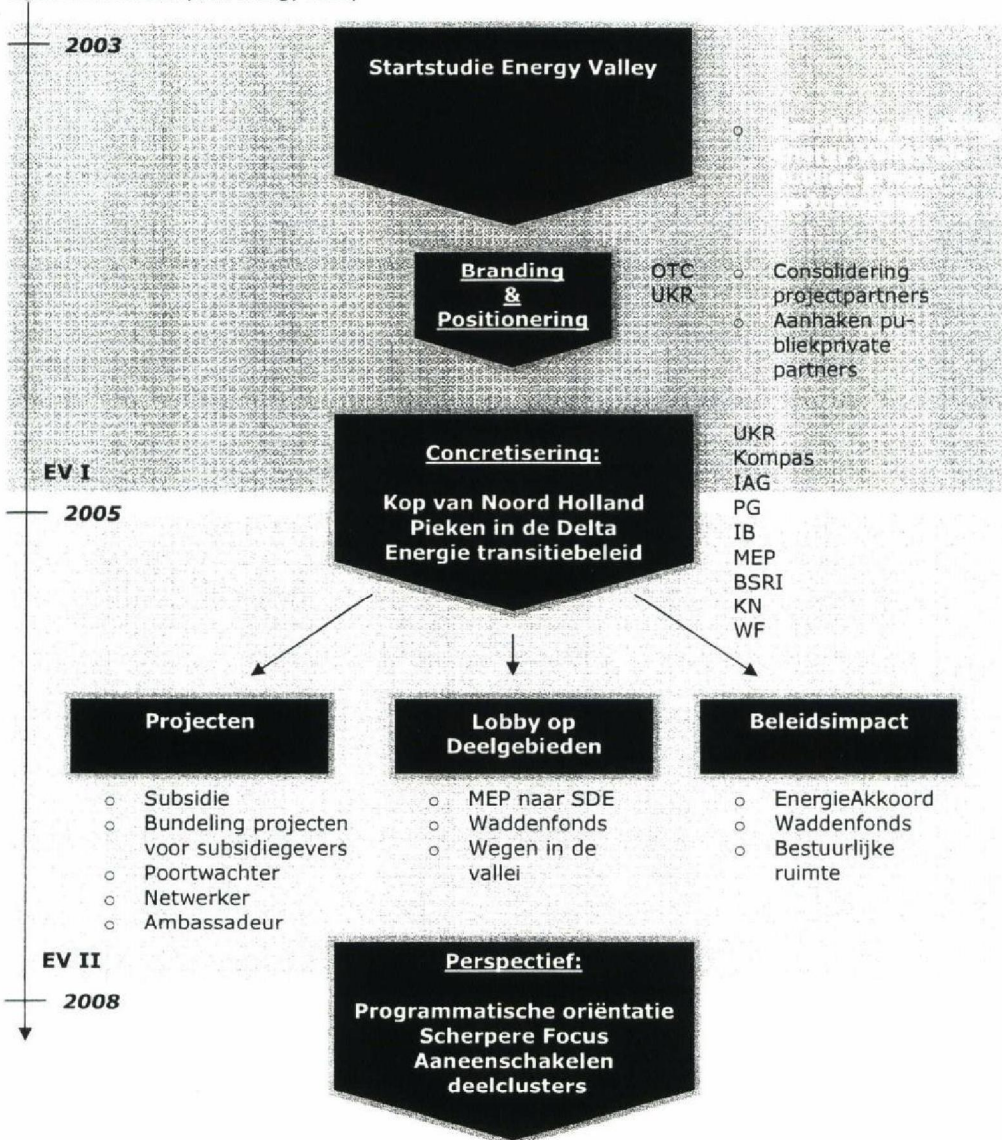 2003
Startstudie Energy Valley
Branding
&
Positionering
OTC
UKR
○ Consolidering
projectpartners
○ Aanhaken pu-
bliekprivate
partners
Concretisering:
Kop van Noord Holland
Pieken in de Delta
Energie transitiebeleid
UKR
Kompas
IAG
PG
IB
MEP
BSRI
KN
WF
EV I
2005
Projecten
○ Subsidie
○ Bundeling projecten
voor subsidiegevers
○ Poortwachter
○ Netwerker
○ Ambassadeur
Lobby op
Deelgebieden
○ MEP naar SDE
○ Waddenfonds
○ Wegen in de
vallei
Beleidsimpact
○ EnergieAkkoord
○ Waddenfonds
○ Bestuurlijke
ruimte
EV II
2008
Perspectief:
Programmatische oriëntatie
Scherpere Focus
Aaneenschakelen
deelclusters